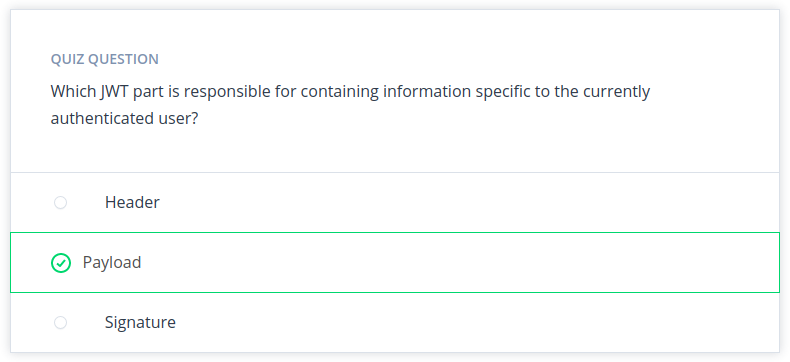 QUIZ QUESTION
Which JWT part is responsible for containing information specific to the currently
authenticated user?
Header
Payload
Signature